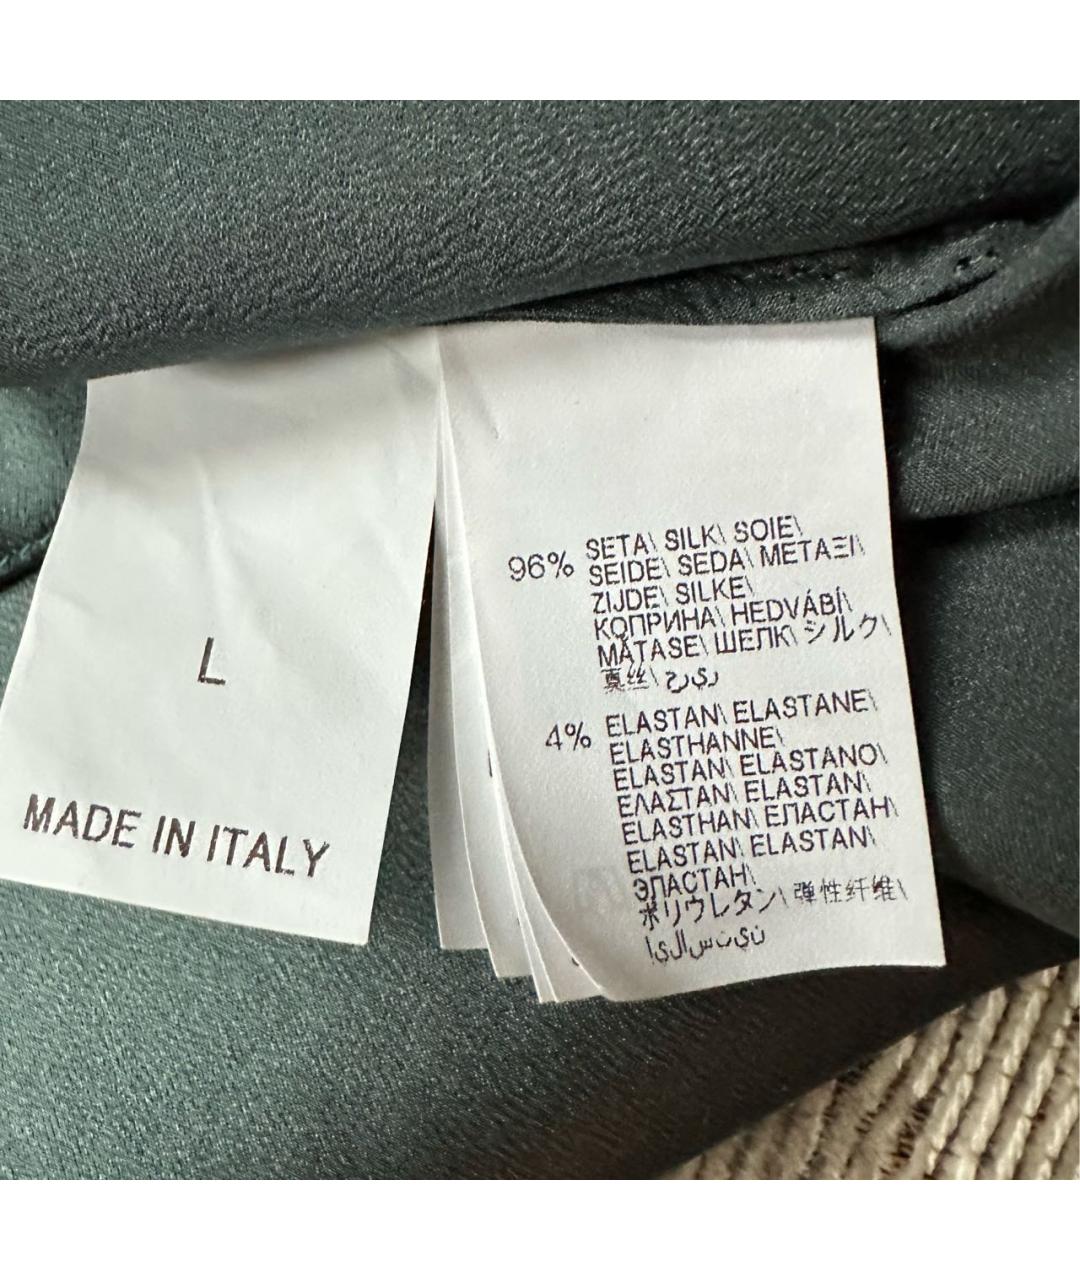 L
MADE IN ITALY
96% SETA\ SILK\ SOIE\
SEIDE\ SEDA\ ΜΕΤΑΞΙ\
ZIJDE\ SILKE\
КОПРИНА\ HEDVÁBÍ\
MĂTASE\ ШЕЛК\ シルク\
真丝\ ﺡﺭﻱﺭ
4% ELASTAN\ ELASTANE\
ELASTHANNE\
ELASTAN\ ELASTANO\
ΕΛΑΣΤΑΝ\ ELASTAN\
ELASTHAN\ ЕЛАСТАН\
ELASTAN\ ELASTAN\
ЭЛАСТАН\
ポリウレタン\ 弹性纤维\